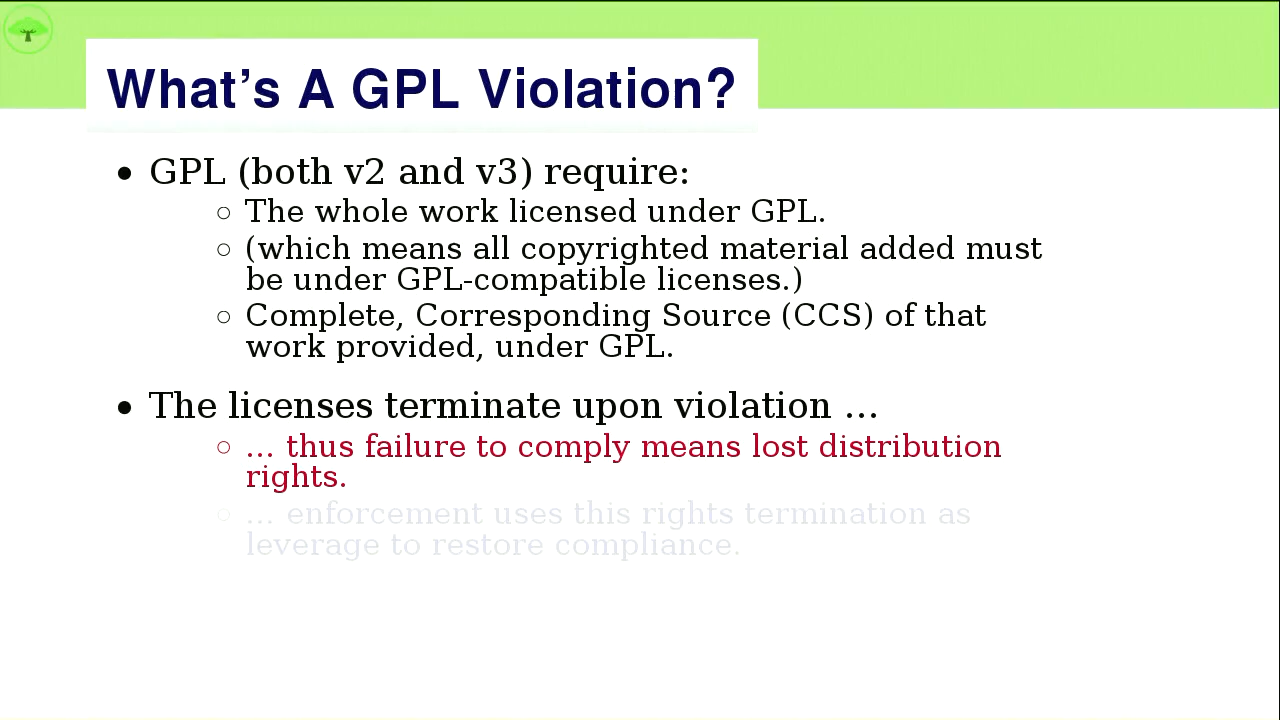 What's A GPL Violation?
• GPL (both v2 and v3) require:
○ The whole work licensed under GPL.
○ (which means all copyrighted material added must
be under GPL-compatible licenses.)
○ Complete, Corresponding Source (CCS) of that
work provided, under GPL.
• The licenses terminate upon violation …
○ … thus failure to comply means lost distribution
rights.
○ … enforcement uses this rights termination as
leverage to restore compliance.